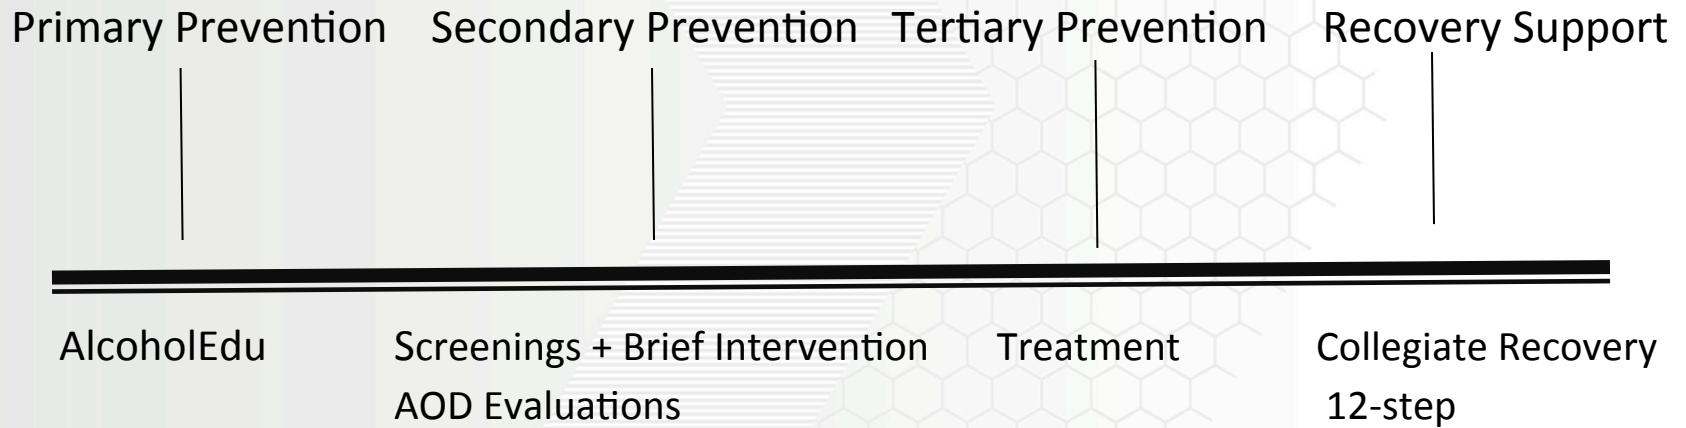 Primary Prevention Secondary Prevention Tertiary Prevention Recovery Support
AlcoholEdu Screenings + Brief Intervention Treatment Collegiate Recovery
AOD Evaluations 12-step